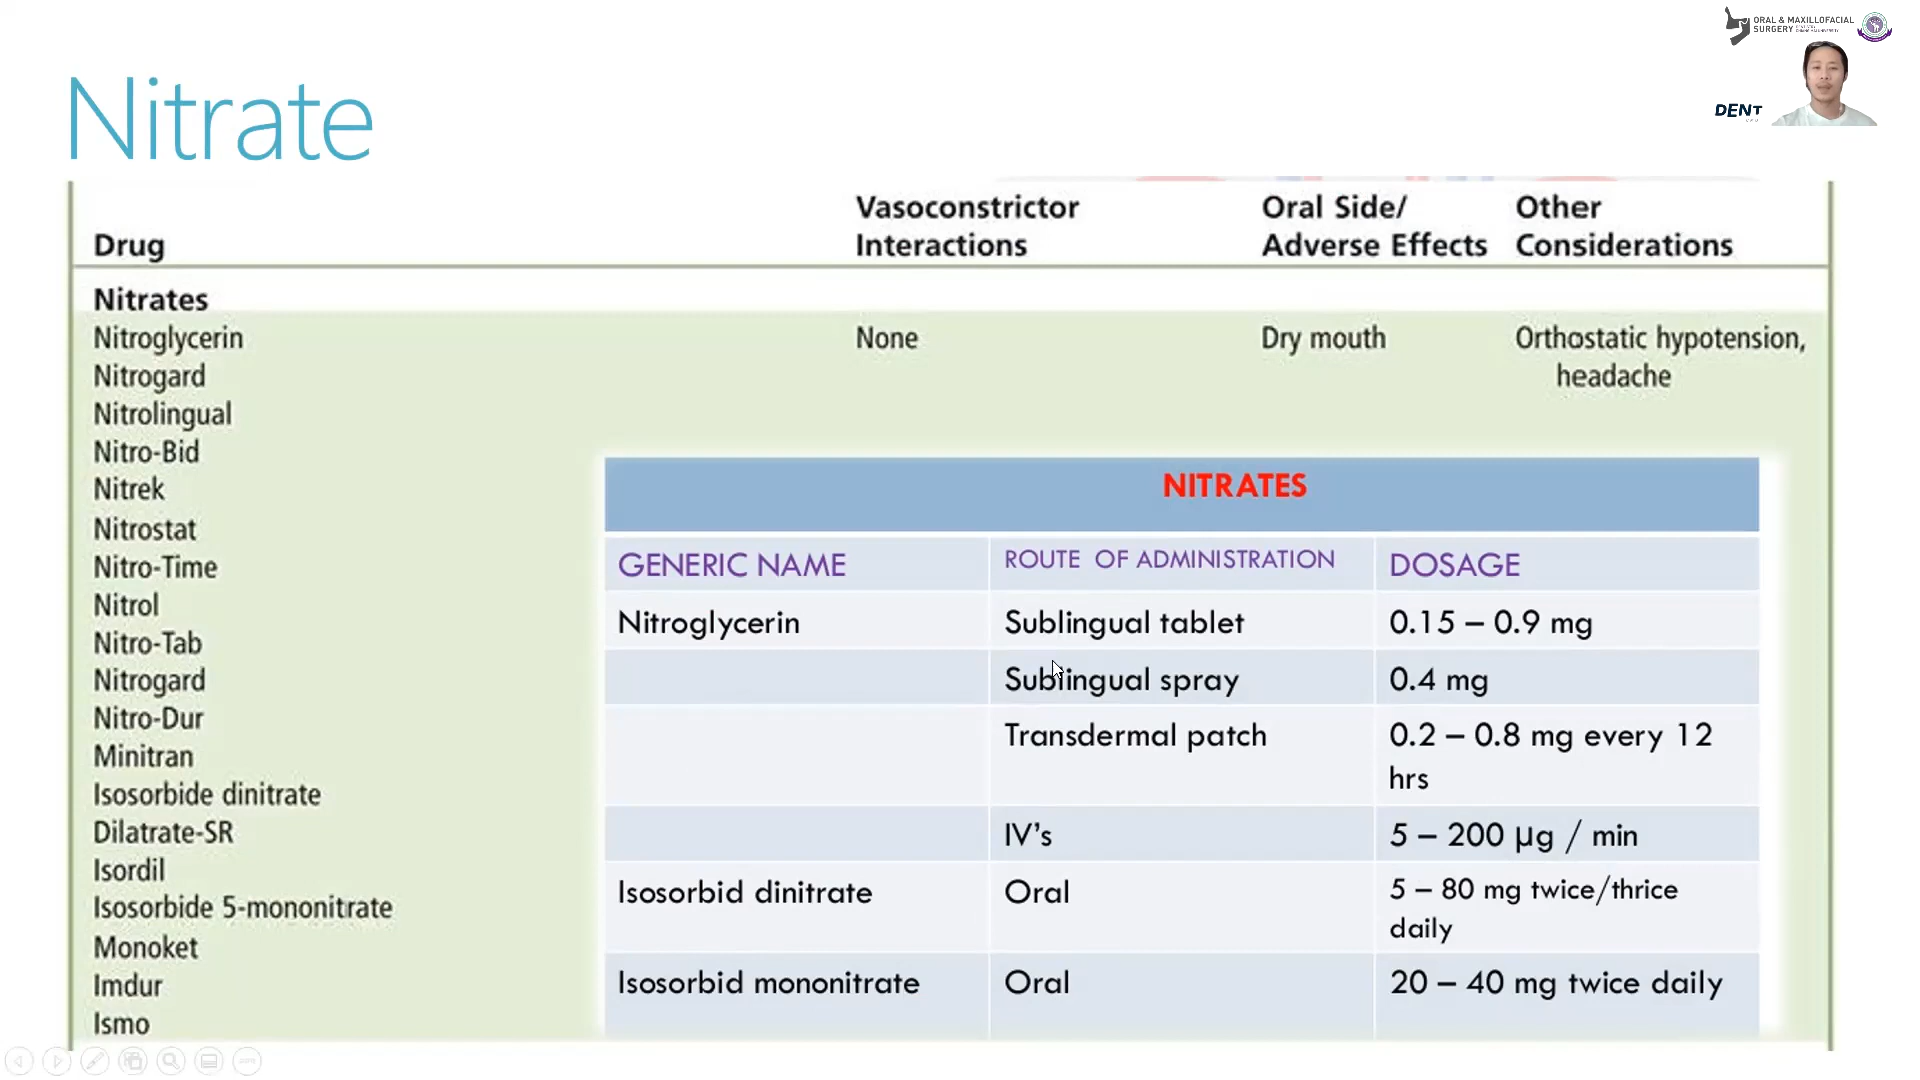 ORAL & MAXILLOFACIAL
SURGERY
DENT
Nitrate
Drug
Vasoconstrictor
Interactions
Oral Side/
Adverse Effects
Other
Considerations
Nitrates
Nitroglycerin
None
Dry mouth
Orthostatic hypotension,
headache
Nitrogard
Nitrolingual
Nitro-Bid
Nitrek
Nitrostat
Nitro-Time
Nitrol
Nitro-Tab
Nitrogard
Nitro-Dur
Minitran
Isosorbide dinitrate
Dilatrate-SR
Isordil
Isosorbide 5-mononitrate
Monoket
Imdur
Ismo
NITRATES
GENERIC NAME
ROUTE OF ADMINISTRATION
DOSAGE
Nitroglycerin
Sublingual tablet
0.15 – 0.9 mg
Sublingual spray
0.4 mg
Transdermal patch
0.2 – 0.8 mg every 12
hrs
IV's
5 – 200 μg / min
Isosorbid dinitrate
Oral
5 – 80 mg twice/thrice
daily
Isosorbid mononitrate
Oral
20 – 40 mg twice daily